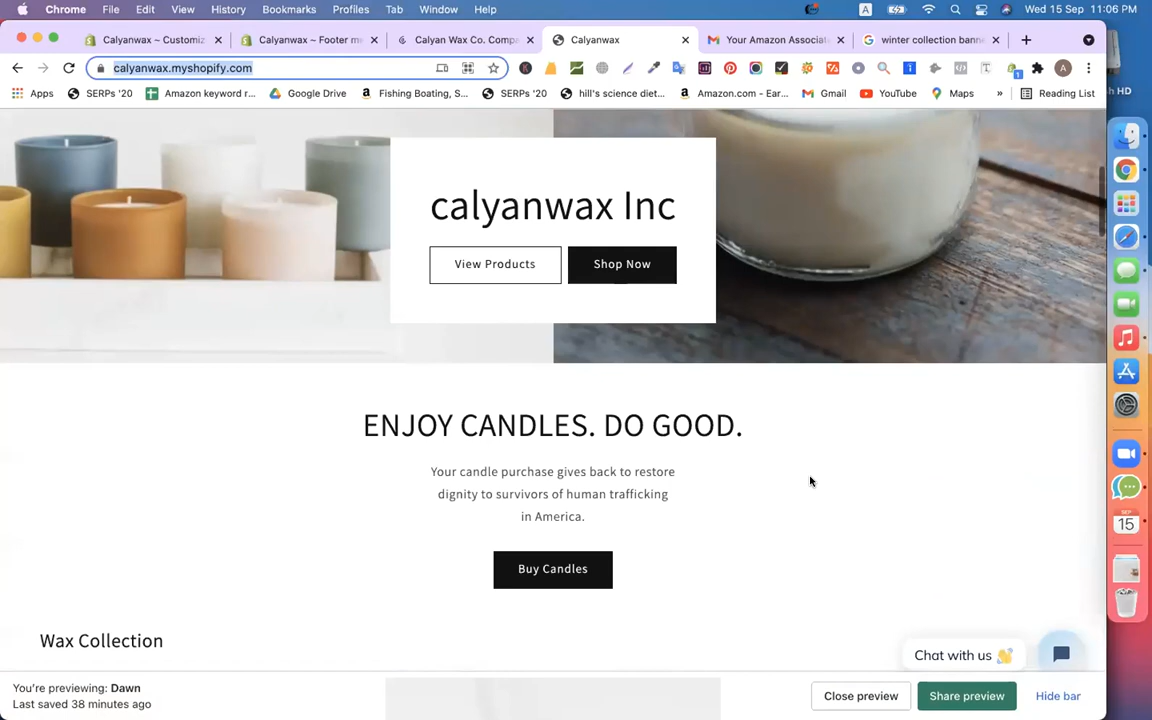 Chrome File Edit View History Bookmarks Profiles Tab Window Help A Wed 15 Sep 11:06 PM
Calyanwax ~ Customiz
Calyanwax ~ Footer m
Calyan Wax Co. Compa
Calyanwax
Your Amazon Associat
winter collection bann
calyanwax.myshopify.com
A
Apps
SERPs '20
Amazon keyword r...
Google Drive
Fishing Boating, S...
SERPs '20
hill's science diet...
Amazon.com - Ear...
Gmail
YouTube
Maps
»
Reading List
sh HD
calyanwax Inc
View Products
Shop Now
ENJOY CANDLES. DO GOOD.
Your candle purchase gives back to restore
dignity to survivors of human trafficking
in America.
Buy Candles
Wax Collection
Chat with us 👋
You're previewing: Dawn
Last saved 38 minutes ago
Close preview
Share preview
Hide bar
SEP
15